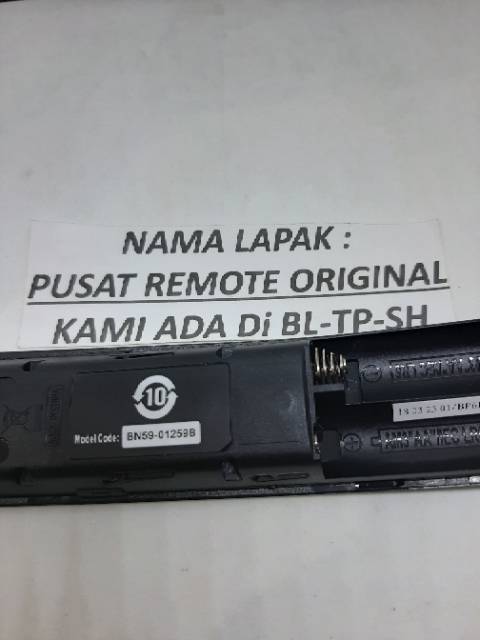 NAMA LAPAK :
PUSAT REMOTE ORIGINAL
KAMI ADA Di BL-TP-SH
10
Model Code: BN59-01259B